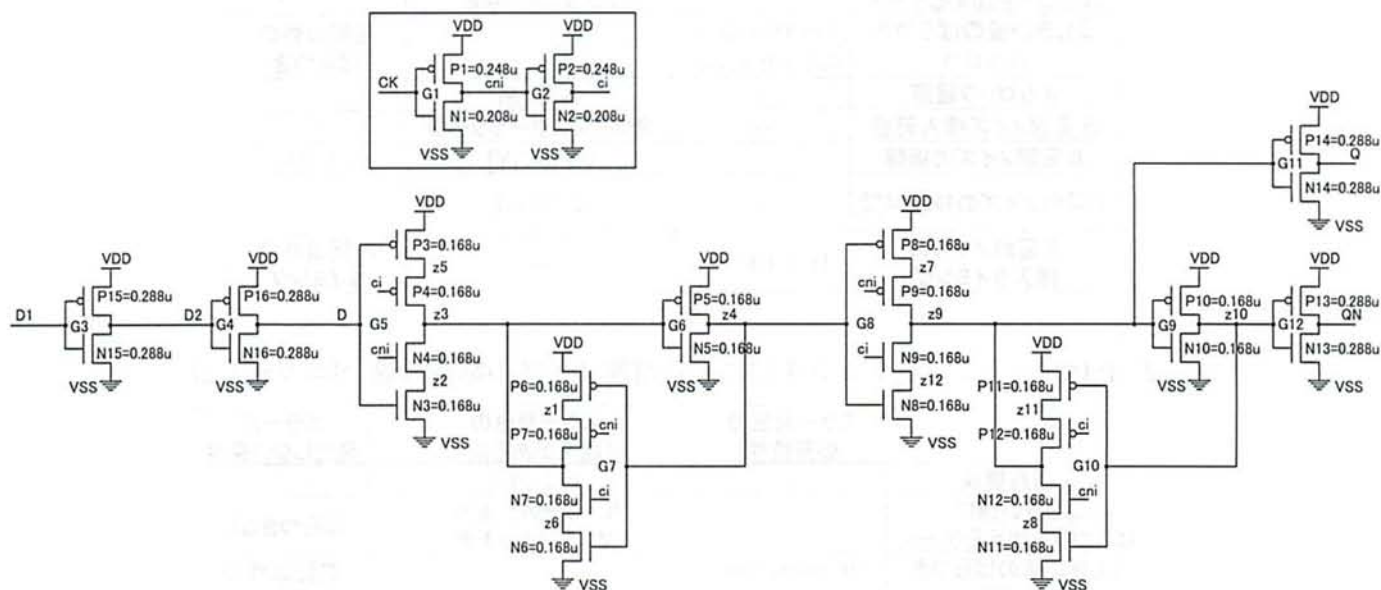 VDD VDD
P1=0.248u P2=0.248u
CK G1 cni G2 ci
N1=0.208u N2=0.208u
VSS VSS
VDD
P14=0.288u
G11 Q
N14=0.288u
VSS
VDD VDD
P3=0.168u P8=0.168u
z5 z7
VDD VDD VDD VDD VDD
ci P4=0.168u cni P9=0.168u
P15=0.288u P16=0.288u P5=0.168u P10=0.168u P13=0.288u
D1 G3 D2 G4 D G5 z3 G6 z4 G8 z9 G9 z10 G12 QN
N15=0.288u N16=0.288u N5=0.168u N10=0.168u N13=0.288u
cni N4=0.168u ci N9=0.168u
VDD VDD
VSS VSS z2 VSS z12 VSS VSS
N3=0.168u P6=0.168u N8=0.168u P11=0.168u
z1 z11
VSS VSS
P7=0.168u cni P12=0.168u ci
G7 G10
N7=0.168u ci N12=0.168u cni
z6 z8
N6=0.168u N11=0.168u
VSS VSS